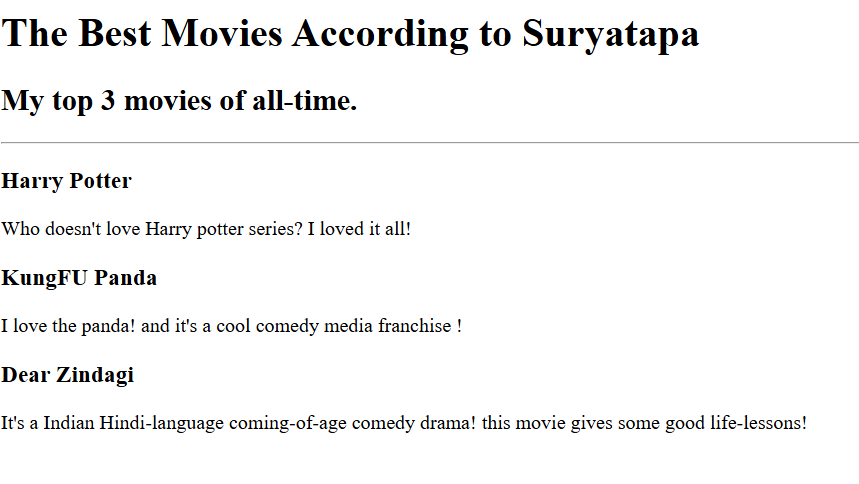 The Best Movies According to Suryatapa
My top 3 movies of all-time.
Harry Potter
Who doesn't love Harry potter series? I loved it all!
KungFU Panda
I love the panda! and it's a cool comedy media franchise !
Dear Zindagi
It's a Indian Hindi-language coming-of-age comedy drama! this movie gives some good life-lessons!